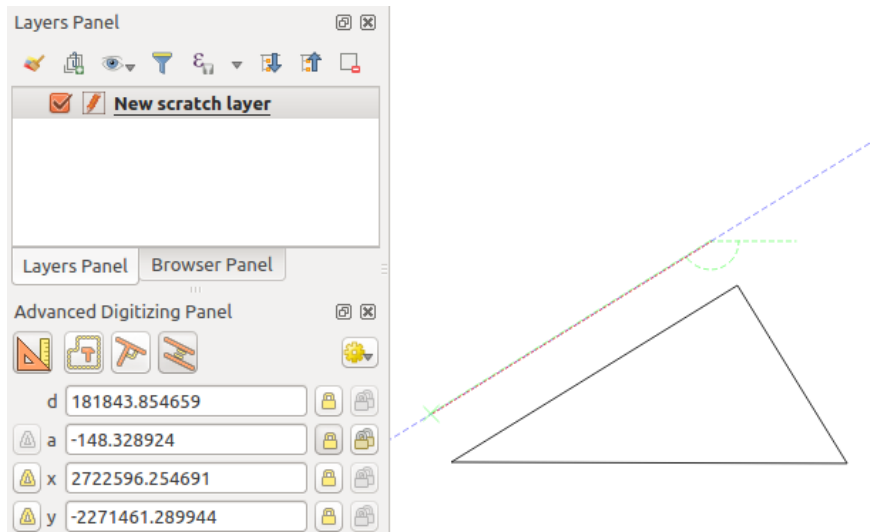 Layers Panel
New scratch layer
Layers Panel Browser Panel
Advanced Digitizing Panel
d 181843.854659
a -148.328924
x 2722596.254691
y -2271461.289944